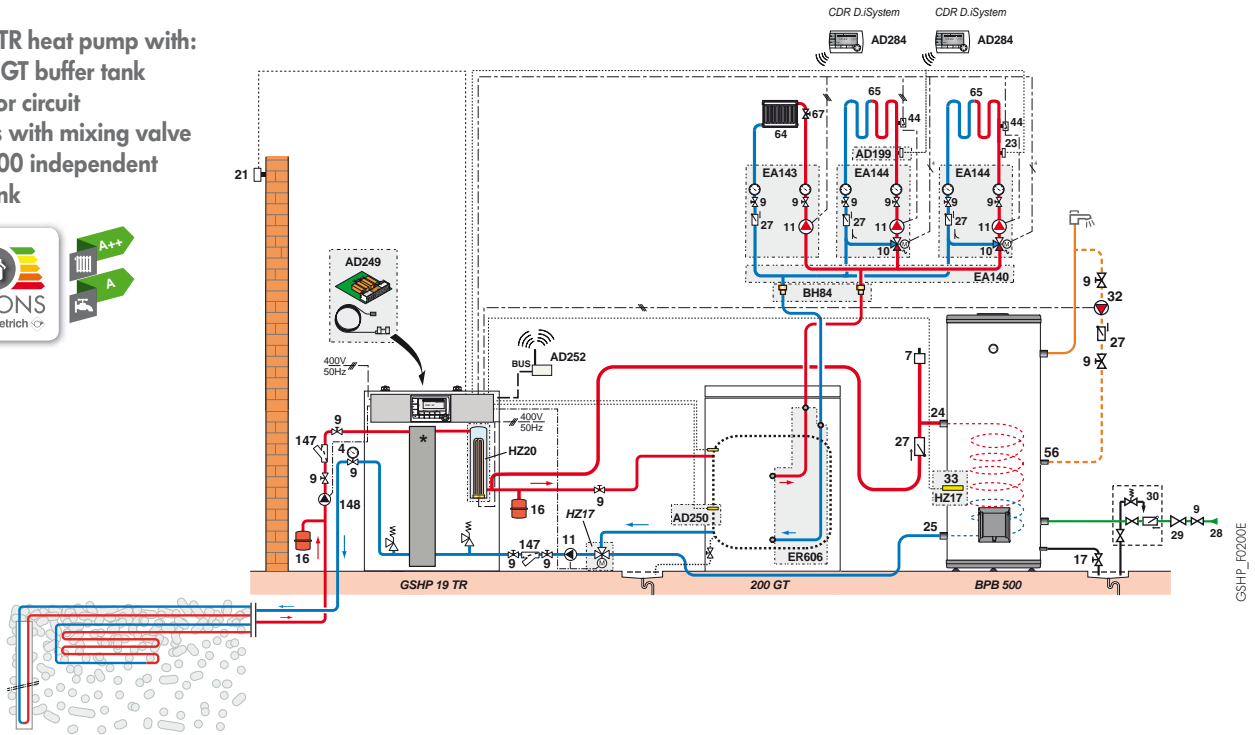 TR heat pump with:
GT buffer tank
or circuit
s with mixing valve
00 independent
nk
ONS
etrich
A++
A
CDR D.iSystem
AD284
CDR D.iSystem
AD284
65
65
67
44
44
64
23
AD199
EA143
EA144
EA144
9
9
9
9
9
9
27
27
27
11
11
11
M
M
10
10
EA140
BH84
21
AD249
400V
50Hz
BUS
AD252
400V
50Hz
7
9
32
27
9
24
27
56
9
147
4
9
9
148
16
*
HZ20
16
9
33
HZ17
30
9
29
28
25
17
AD250
HZ17
11
147
9
9
M
ER606
GSHP 19 TR
200 GT
BPB 500
GSHP_F0200E